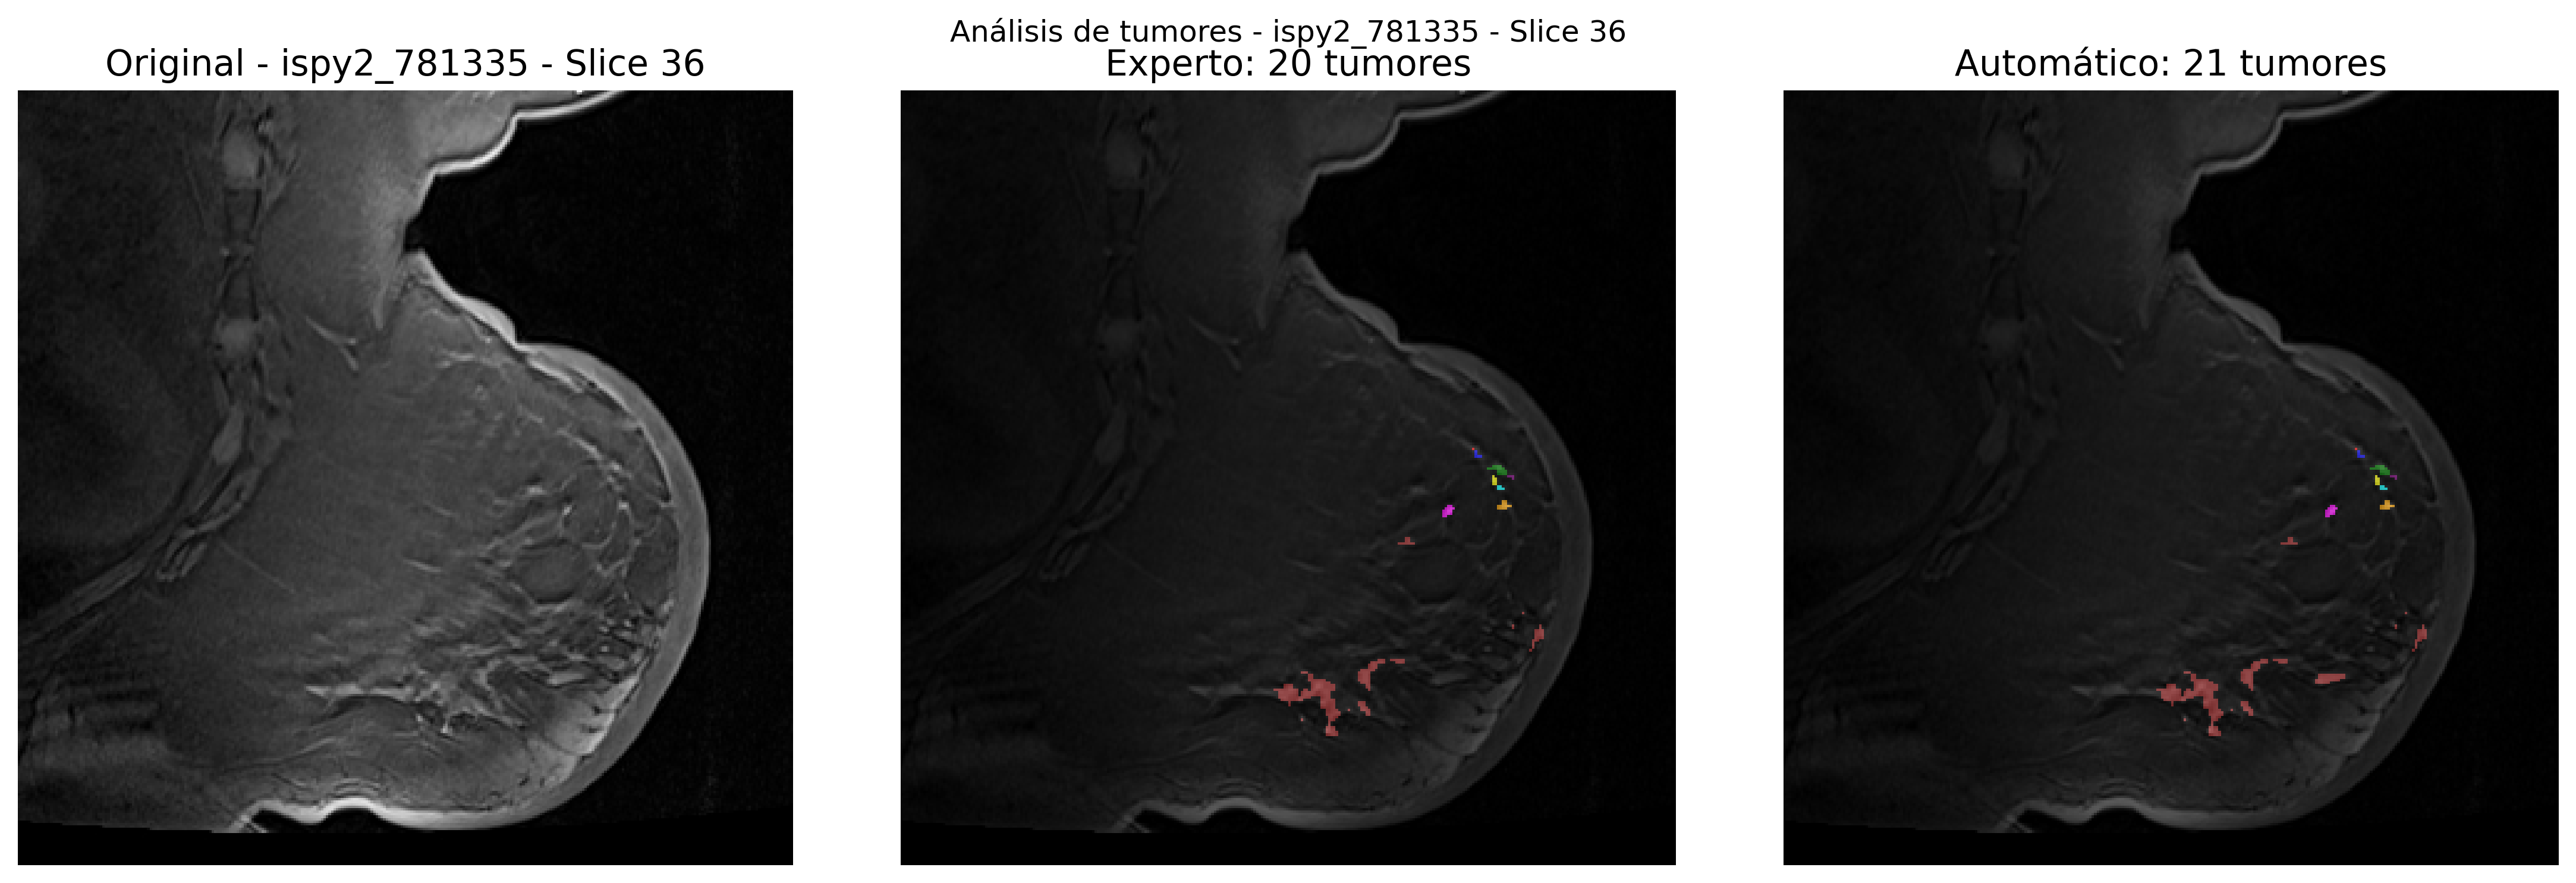 Análisis de tumores - ispy2_781335 - Slice 36
Original - ispy2_781335 - Slice 36
Experto: 20 tumores
Automático: 21 tumores